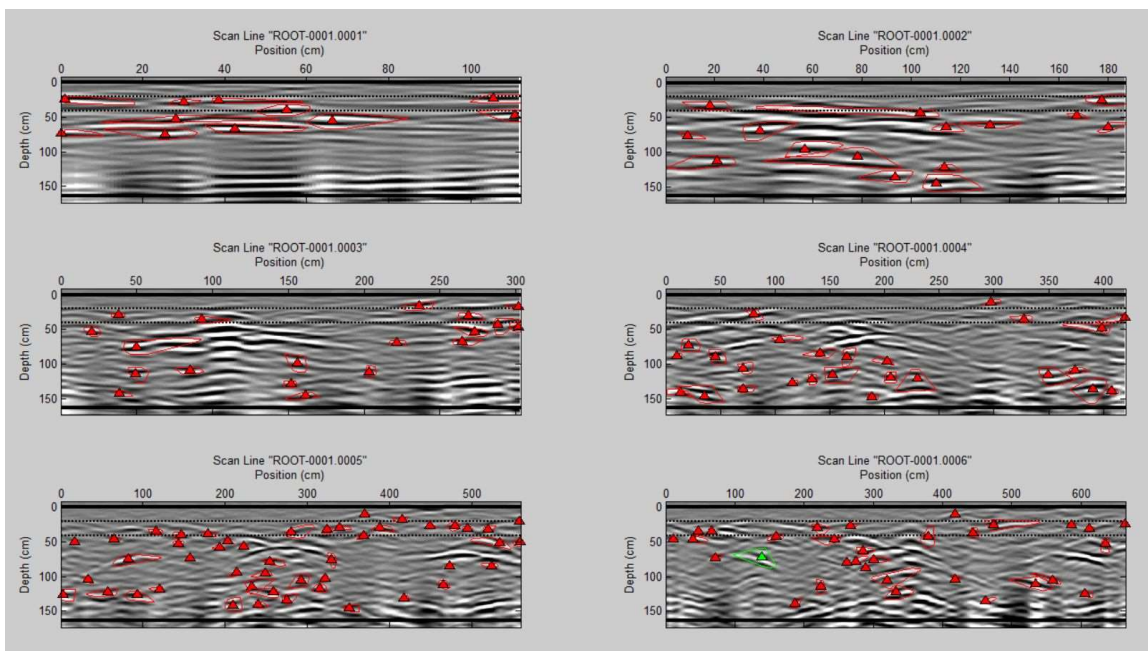 Scan Line "ROOT-0001.0001"
Position (cm)
0 20 40 60 80 100
Depth (cm)
0
50
100
150
Scan Line "ROOT-0001.0002"
Position (cm)
0 20 40 60 80 100 120 140 160 180
Depth (cm)
0
50
100
150
Scan Line "ROOT-0001.0003"
Position (cm)
0 50 100 150 200 250 300
Depth (cm)
0
50
100
150
Scan Line "ROOT-0001.0004"
Position (cm)
0 50 100 150 200 250 300 350 400
Depth (cm)
0
50
100
150
Scan Line "ROOT-0001.0005"
Position (cm)
0 100 200 300 400 500
Depth (cm)
0
50
100
150
Scan Line "ROOT-0001.0006"
Position (cm)
0 100 200 300 400 500 600
Depth (cm)
0
50
100
150